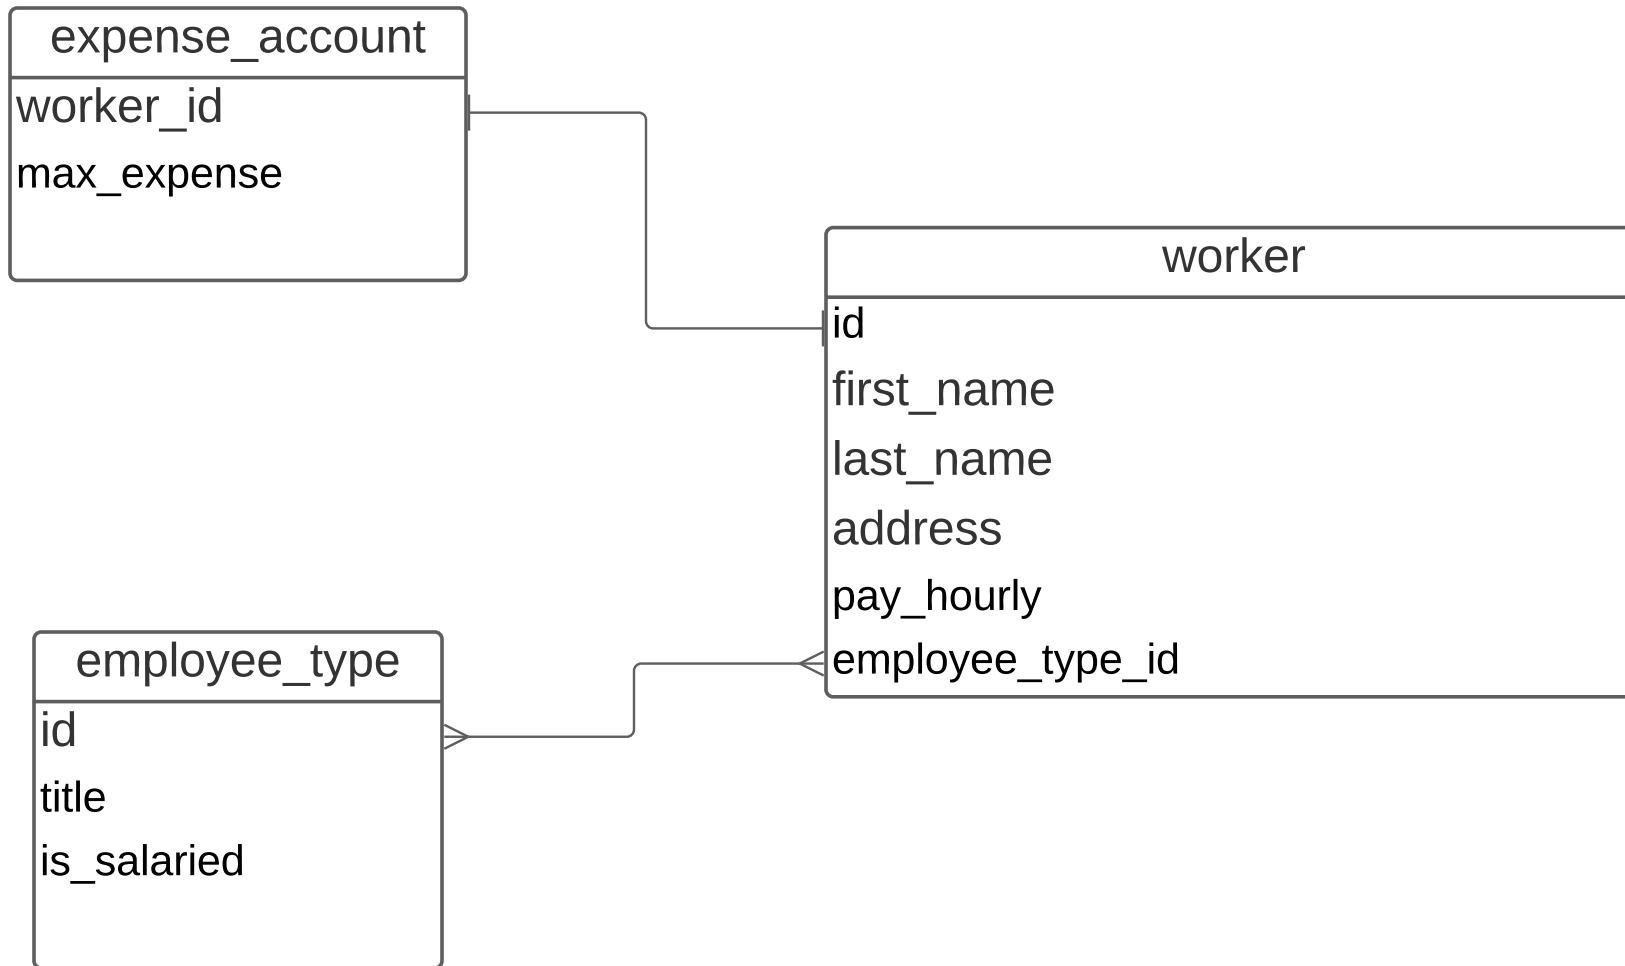 expense_account
worker_id
max_expense
worker
id
first_name
last_name
address
pay_hourly
employee_type_id
employee_type
id
title
is_salaried